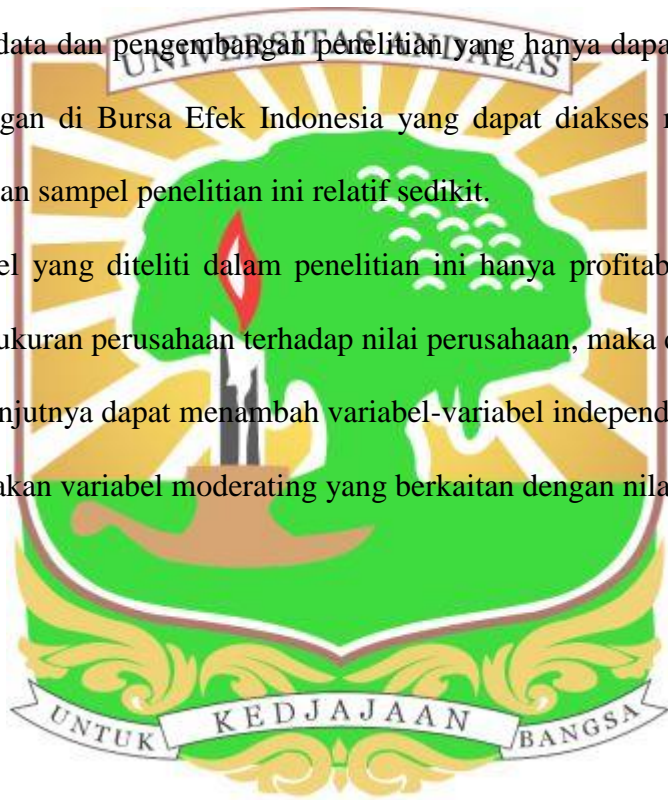 UNIVERSITAS ANDALAS
data dan pengembangan penelitian yang hanya dapa
gan di Bursa Efek Indonesia yang dapat diakses
an sampel penelitian ini relatif sedikit.
el yang diteliti dalam penelitian ini hanya profitab
ukuran perusahaan terhadap nilai perusahaan, maka
njutnya dapat menambah variabel-variabel independ
akan variabel moderating yang berkaitan dengan nila
UNTUK KEDJAJAAN BANGSA